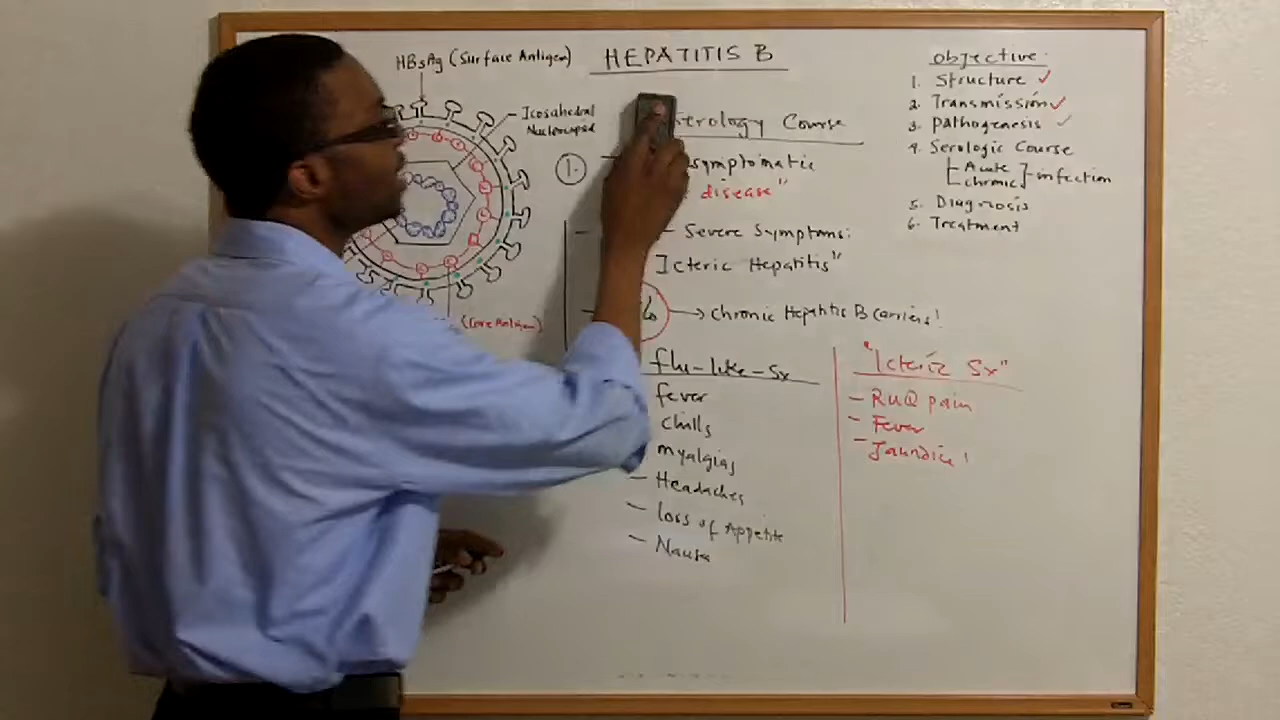 HBsAg (Surface Antigen)
Icosahedral
Nucleocapsid
(Core Antigen)
HEPATITIS B
Course
1.
disease"
- Severe Symptoms:
Icteric Hepatitis"
→ Chronic Hepatitis B carriers!
flu-like-Sx
fever
chills
myalgias
- Headaches
- loss of Appetite
- Nausea
"Icteric Sx"
- RUQ pain
- Fever
- Jaundice!
Objective:
1. Structure ✓
2. Transmission ✓
3. Pathogenesis ✓
4. Serologic Course
Acute
chronic
infection
5. Diagnosis
6. Treatment